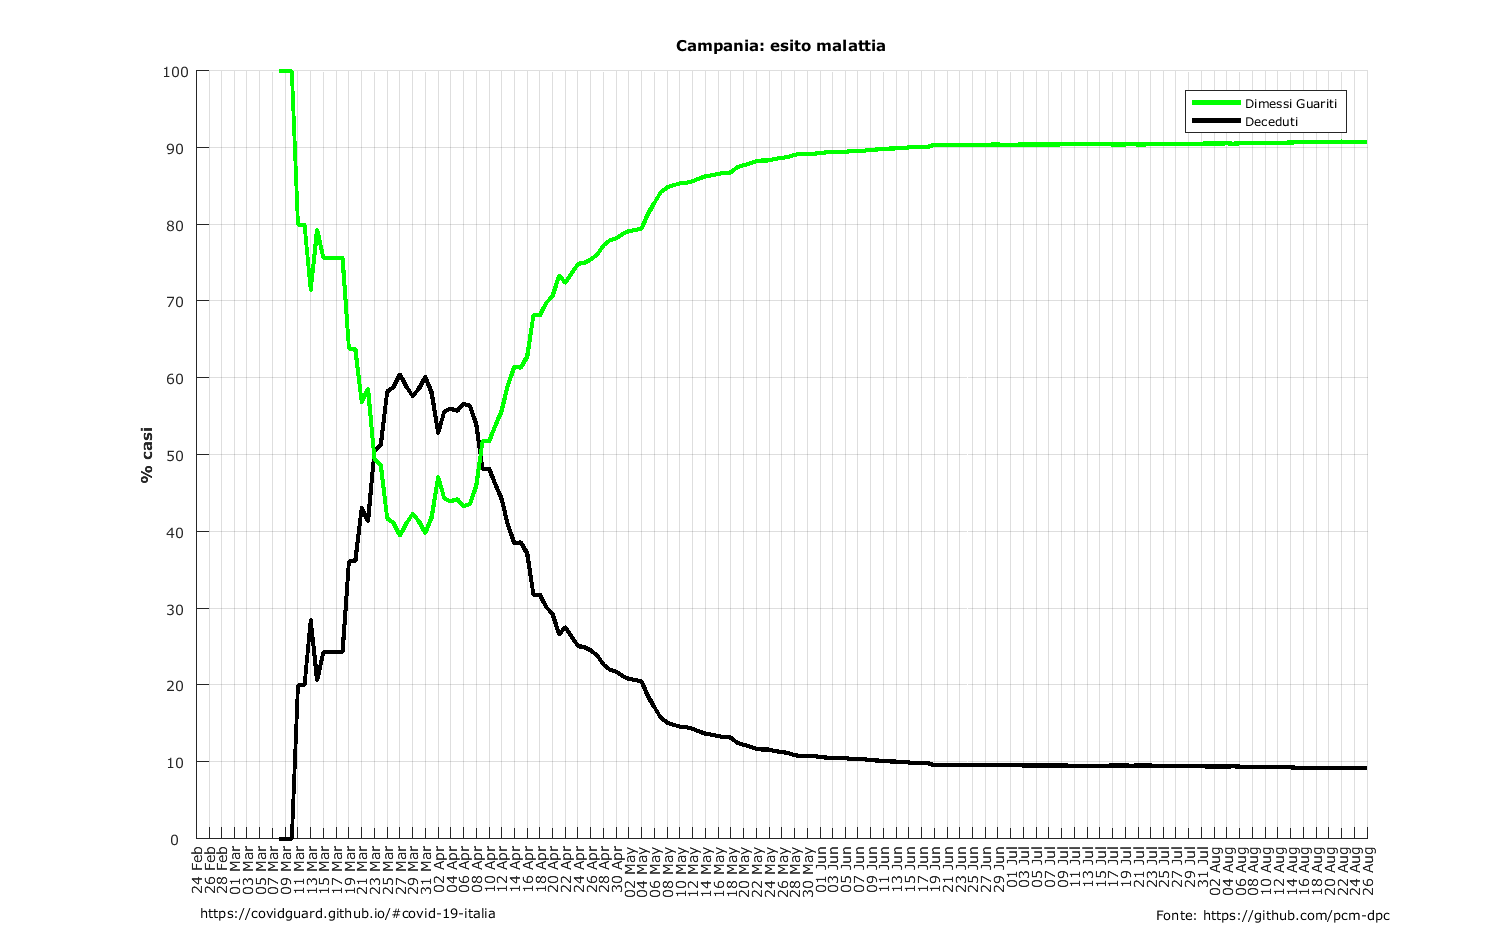 Campania: esito malattia
Dimessi Guariti
Deceduti
% casi
100
90
80
70
60
50
40
30
20
10
0
24 Feb
26 Feb
28 Feb
01 Mar
03 Mar
05 Mar
07 Mar
09 Mar
11 Mar
13 Mar
15 Mar
17 Mar
19 Mar
21 Mar
23 Mar
25 Mar
27 Mar
29 Mar
31 Mar
02 Apr
04 Apr
06 Apr
08 Apr
10 Apr
12 Apr
14 Apr
16 Apr
18 Apr
20 Apr
22 Apr
24 Apr
26 Apr
28 Apr
30 Apr
02 May
04 May
06 May
08 May
10 May
12 May
14 May
16 May
18 May
20 May
22 May
24 May
26 May
28 May
30 May
01 Jun
03 Jun
05 Jun
07 Jun
09 Jun
11 Jun
13 Jun
15 Jun
17 Jun
19 Jun
21 Jun
23 Jun
25 Jun
27 Jun
29 Jun
01 Jul
03 Jul
05 Jul
07 Jul
09 Jul
11 Jul
13 Jul
15 Jul
17 Jul
19 Jul
21 Jul
23 Jul
25 Jul
27 Jul
29 Jul
31 Jul
02 Aug
04 Aug
06 Aug
08 Aug
10 Aug
12 Aug
14 Aug
16 Aug
18 Aug
20 Aug
22 Aug
24 Aug
26 Aug
https://covidguard.github.io/#covid-19-italia
Fonte: https://github.com/pcm-dpc